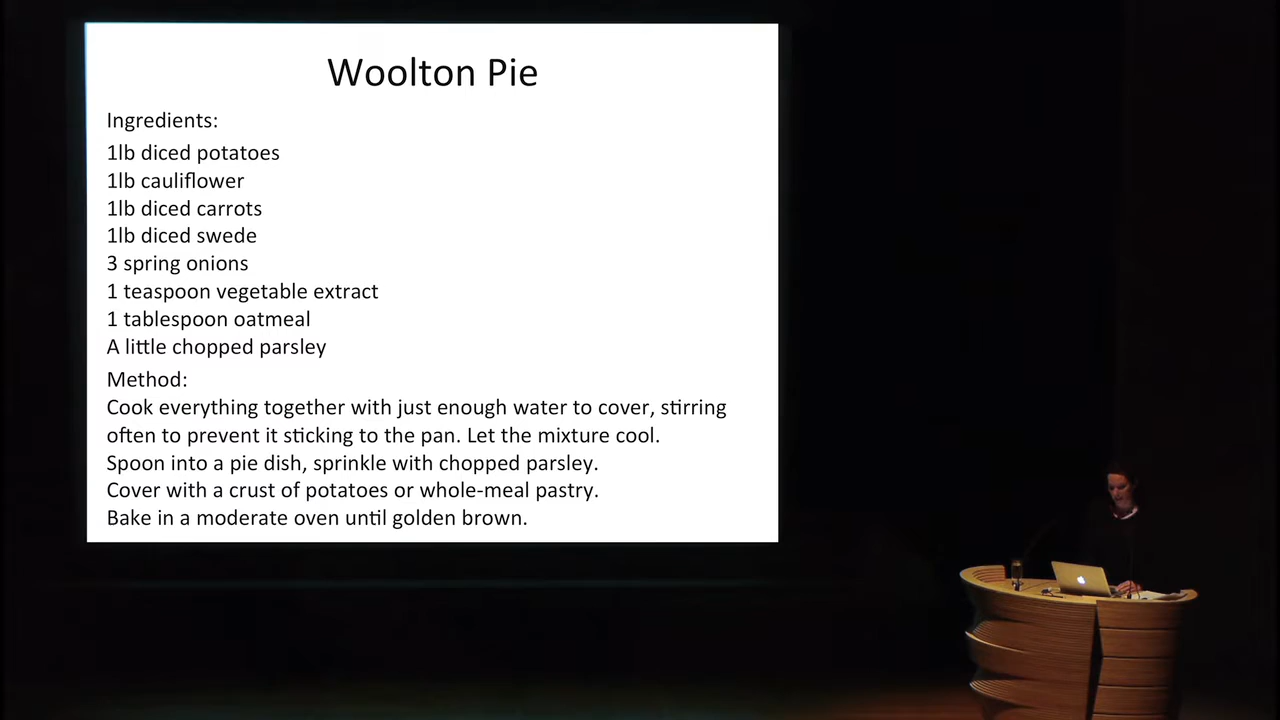 Woolton Pie
Ingredients:
1lb diced potatoes
1lb cauliflower
1lb diced carrots
1lb diced swede
3 spring onions
1 teaspoon vegetable extract
1 tablespoon oatmeal
A little chopped parsley
Method:
Cook everything together with just enough water to cover, stirring
often to prevent it sticking to the pan. Let the mixture cool.
Spoon into a pie dish, sprinkle with chopped parsley.
Cover with a crust of potatoes or whole-meal pastry.
Bake in a moderate oven until golden brown.